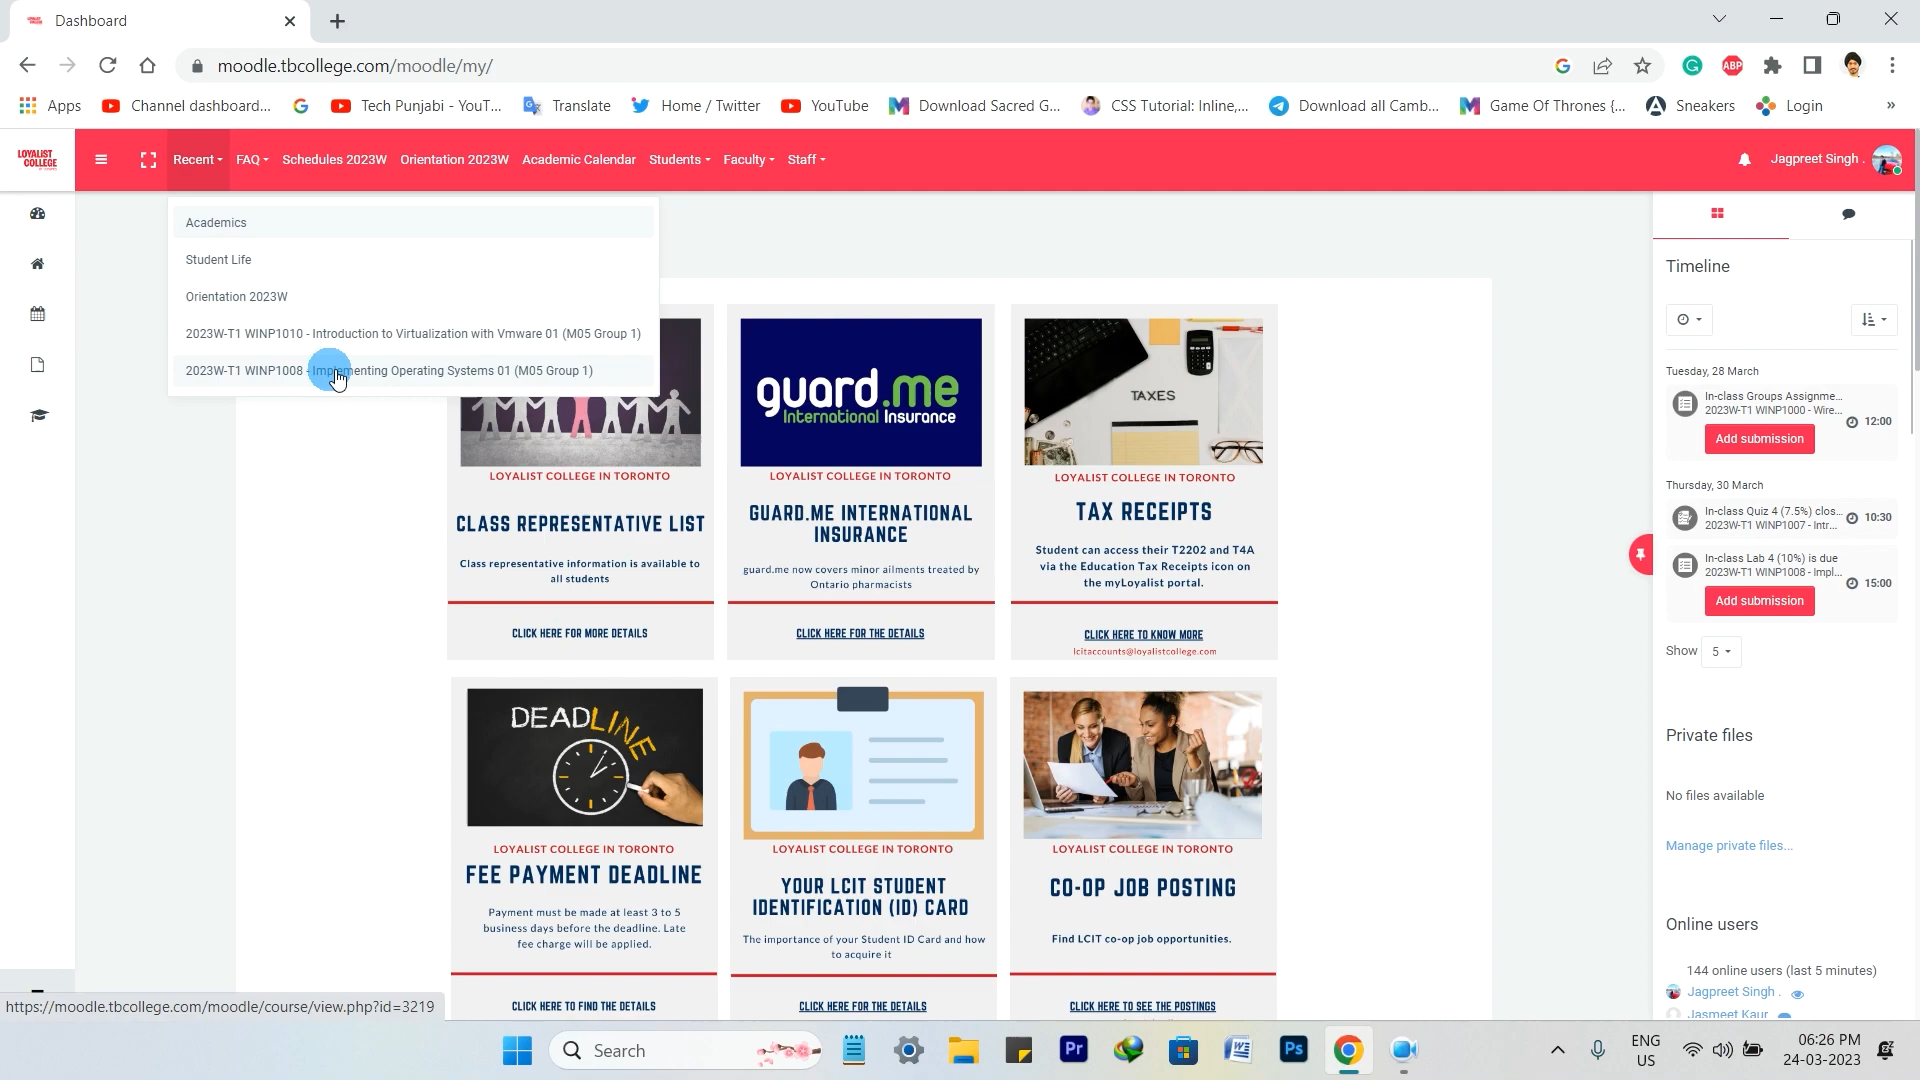 Dashboard
moodle.tbcollege.com/moodle/my/
Apps
Channel dashboard...
Tech Punjabi - YouT...
Translate
Home / Twitter
YouTube
Download Sacred G...
CSS Tutorial: Inline,...
Download all Camb...
Game Of Thrones {...
Sneakers
Login
»
LOYALIST
COLLEGE
Recent
FAQ
Schedules 2023W
Orientation 2023W
Academic Calendar
Students
Faculty
Staff
Jagpreet Singh .
Academics
Student Life
Orientation 2023W
2023W-T1 WINP1010 - Introduction to Virtualization with Vmware 01 (M05 Group 1)
2023W-T1 WINP1008 - Implementing Operating Systems 01 (M05 Group 1)
LOYALIST COLLEGE IN TORONTO
CLASS REPRESENTATIVE LIST
Class representative information is available to
all students
CLICK HERE FOR MORE DETAILS
guard.me
International Insurance
LOYALIST COLLEGE IN TORONTO
GUARD.ME INTERNATIONAL
INSURANCE
guard.me now covers minor ailments treated by
Ontario pharmacists
CLICK HERE FOR THE DETAILS
TAXES
LOYALIST COLLEGE IN TORONTO
TAX RECEIPTS
Student can access their T2202 and T4A
via the Education Tax Receipts icon on
the myLoyalist portal.
CLICK HERE TO KNOW MORE
lcitaccounts@loyalistcollege.com
DEADLINE
LOYALIST COLLEGE IN TORONTO
FEE PAYMENT DEADLINE
Payment must be made at least 3 to 5
business days before the deadline. Late
fee charge will be applied.
CLICK HERE TO FIND THE DETAILS
LOYALIST COLLEGE IN TORONTO
YOUR LCIT STUDENT
IDENTIFICATION (ID) CARD
The importance of your Student ID Card and how
to acquire it
CLICK HERE FOR THE DETAILS
LOYALIST COLLEGE IN TORONTO
CO-OP JOB POSTING
Find LCIT co-op job opportunities.
CLICK HERE TO SEE THE POSTINGS
Timeline
Tuesday, 28 March
In-class Groups Assignme...
2023W-T1 WINP1000 - Wire...
12:00
Add submission
Thursday, 30 March
In-class Quiz 4 (7.5%) clos...
2023W-T1 WINP1007 - Intr...
10:30
In-class Lab 4 (10%) is due
2023W-T1 WINP1008 - Impl...
15:00
Add submission
Show 5
Private files
No files available
Manage private files...
Online users
144 online users (last 5 minutes)
Jagpreet Singh .
Jasmeet Kaur
https://moodle.tbcollege.com/moodle/course/view.php?id=3219
Search
Pr
Ps
ENG
US
06:26 PM
24-03-2023